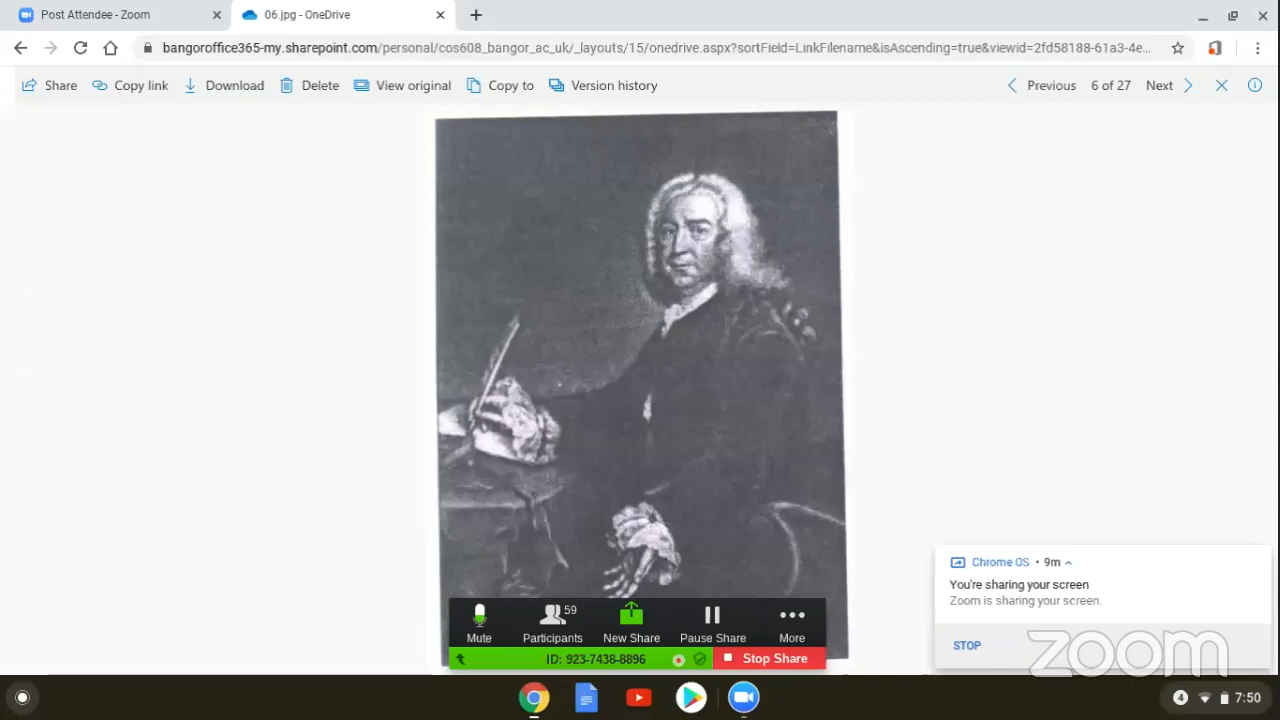 Post Attendee - Zoom
06.jpg - OneDrive
bangoroffice365-my.sharepoint.com/personal/cos608_bangor_ac_uk/_layouts/15/onedrive.aspx?sortField=LinkFilename&isAscending=true&viewid=2fd58188-61a3-4e...
Share Copy link Download Delete View original Copy to Version history Previous 6 of 27 Next
Chrome OS • 9m
You're sharing your screen
Zoom is sharing your screen.
STOP
zoom
59
Mute Participants New Share Pause Share More
ID: 923-7438-8896 Stop Share
4 7:50